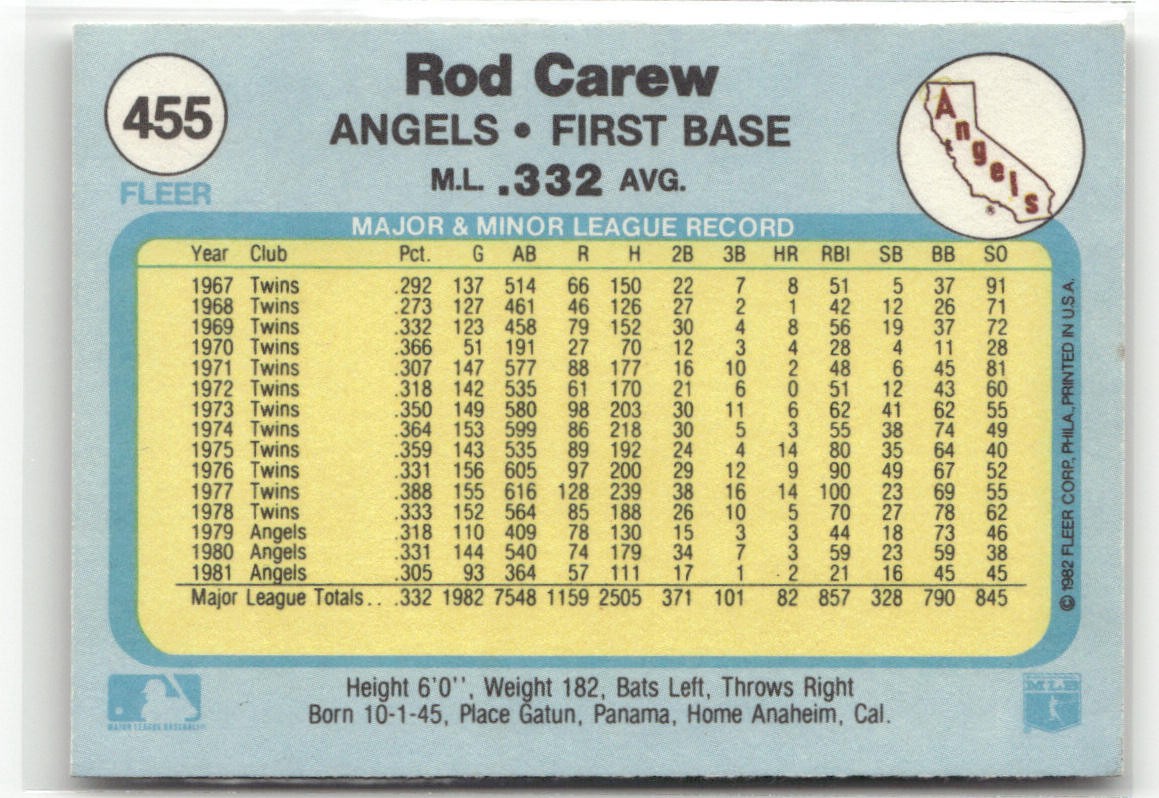 455
FLEER
Rod Carew
ANGELS • FIRST BASE
M.L. .332 AVG.
Angels
®
MAJOR & MINOR LEAGUE RECORD
Year Club Pct. G AB R H 2B 3B HR RBI SB BB SO
1967 Twins .292 137 514 66 150 22 7 8 51 5 37 91
1968 Twins .273 127 461 46 126 27 2 1 42 12 26 71
1969 Twins .332 123 458 79 152 30 4 8 56 19 37 72
1970 Twins .366 51 191 27 70 12 3 4 28 4 11 28
1971 Twins .307 147 577 88 177 16 10 2 48 6 45 81
1972 Twins .318 142 535 61 170 21 6 0 51 12 43 60
1973 Twins .350 149 580 98 203 30 11 6 62 41 62 55
1974 Twins .364 153 599 86 218 30 5 3 55 38 74 49
1975 Twins .359 143 535 89 192 24 4 14 80 35 64 40
1976 Twins .331 156 605 97 200 29 12 9 90 49 67 52
1977 Twins .388 155 616 128 239 38 16 14 100 23 69 55
1978 Twins .333 152 564 85 188 26 10 5 70 27 78 62
1979 Angels .318 110 409 78 130 15 3 3 44 18 73 46
1980 Angels .331 144 540 74 179 34 7 3 59 23 59 38
1981 Angels .305 93 364 57 111 17 1 2 21 16 45 45
Major League Totals.. .332 1982 7548 1159 2505 371 101 82 857 328 790 845
© 1982 FLEER CORP., PHILA., PRINTED IN U.S.A.
Height 6'0'', Weight 182, Bats Left, Throws Right
Born 10-1-45, Place Gatun, Panama, Home Anaheim, Cal.
MAJOR LEAGUE BASEBALL
MLB